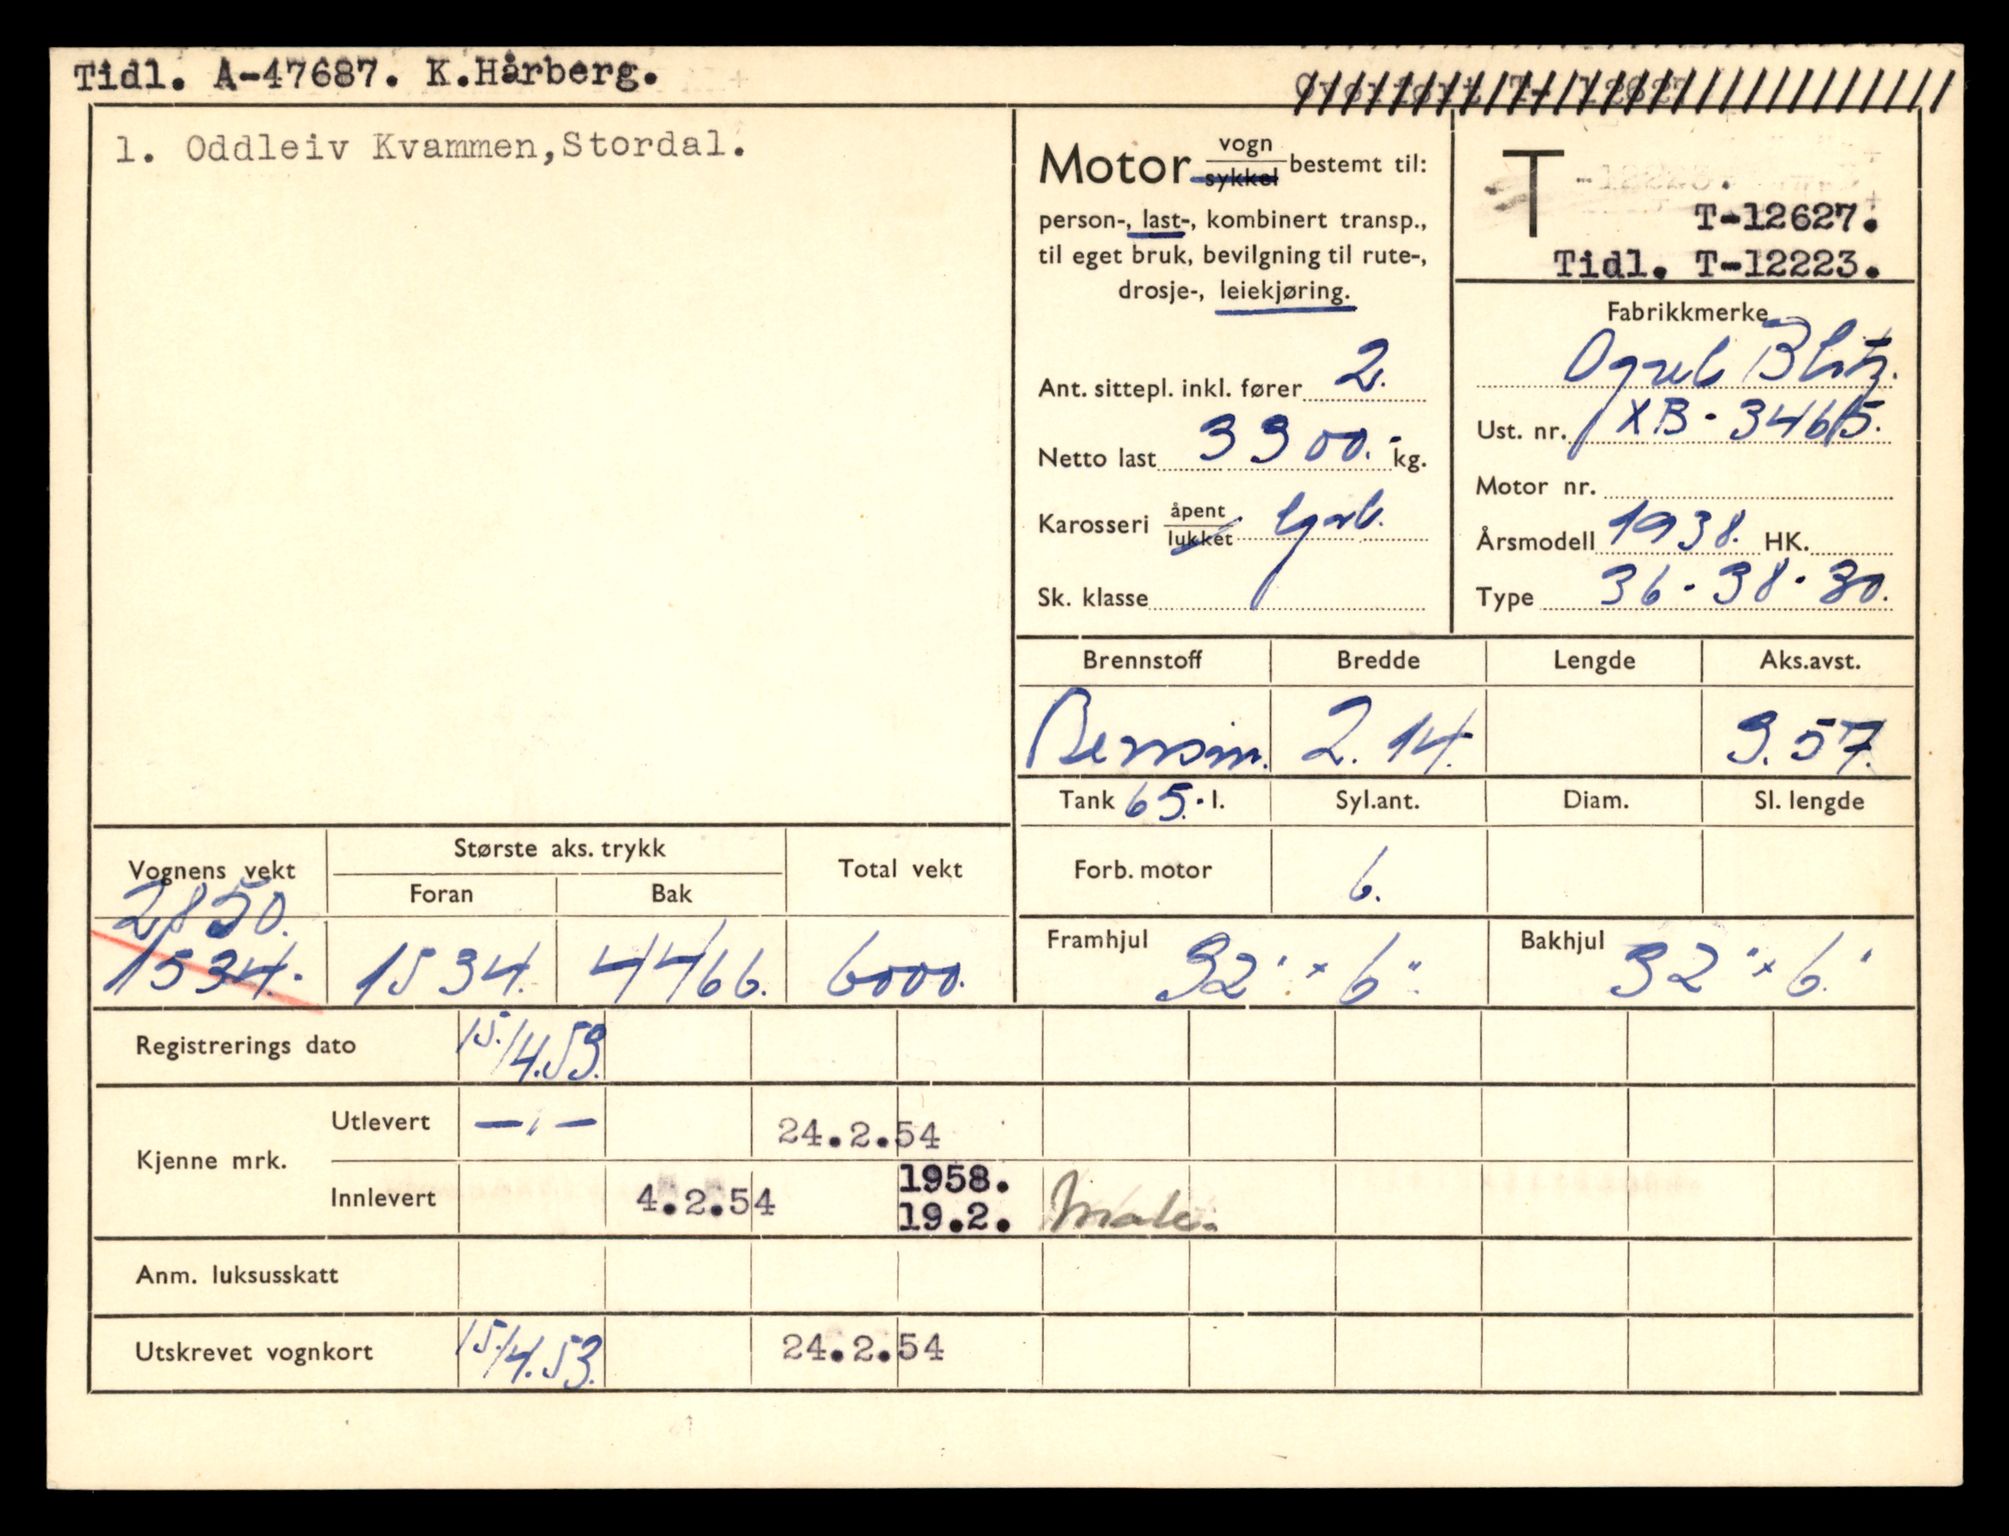 Tidl. A-47687. K.Hårberg.
Overført T-12627
1. Oddleiv Kvammen,Stordal.
Motor vogn sykkel bestemt til:
person-, last-, kombinert transp.,
til eget bruk, bevilgning til rute-,
drosje-, leiekjøring.
Ant. sittepl. inkl. fører 2.
Netto last 3300.- kg.
Karosseri åpent lukket
Sk. klasse
T
T-12627.
Tidl. T-12223.
Fabrikkmerke
Opel Blitz.
Ust. nr. XB-3465.
Motor nr.
Årsmodell 1938. HK.
Type 36-38-30.
Brennstoff Bredde Lengde Aks.avst.
Bensin. 2.14. 3.57.
Tank 65. l. Syl.ant. Diam. Sl. lengde
Forb. motor 6.
Framhjul 32" x 6" Bakhjul 32" x 6"
Vognens vekt Største aks. trykk Total vekt
Foran Bak
2850.
1534. 1534. 4466. 6000.
Registrerings dato 15/4.53.
Kjenne mrk. Utlevert —"— 24.2.54
Innlevert 4.2.54 1958. 19.2.
Anm. luksusskatt
Utskrevet vognkort 15/4.53. 24.2.54